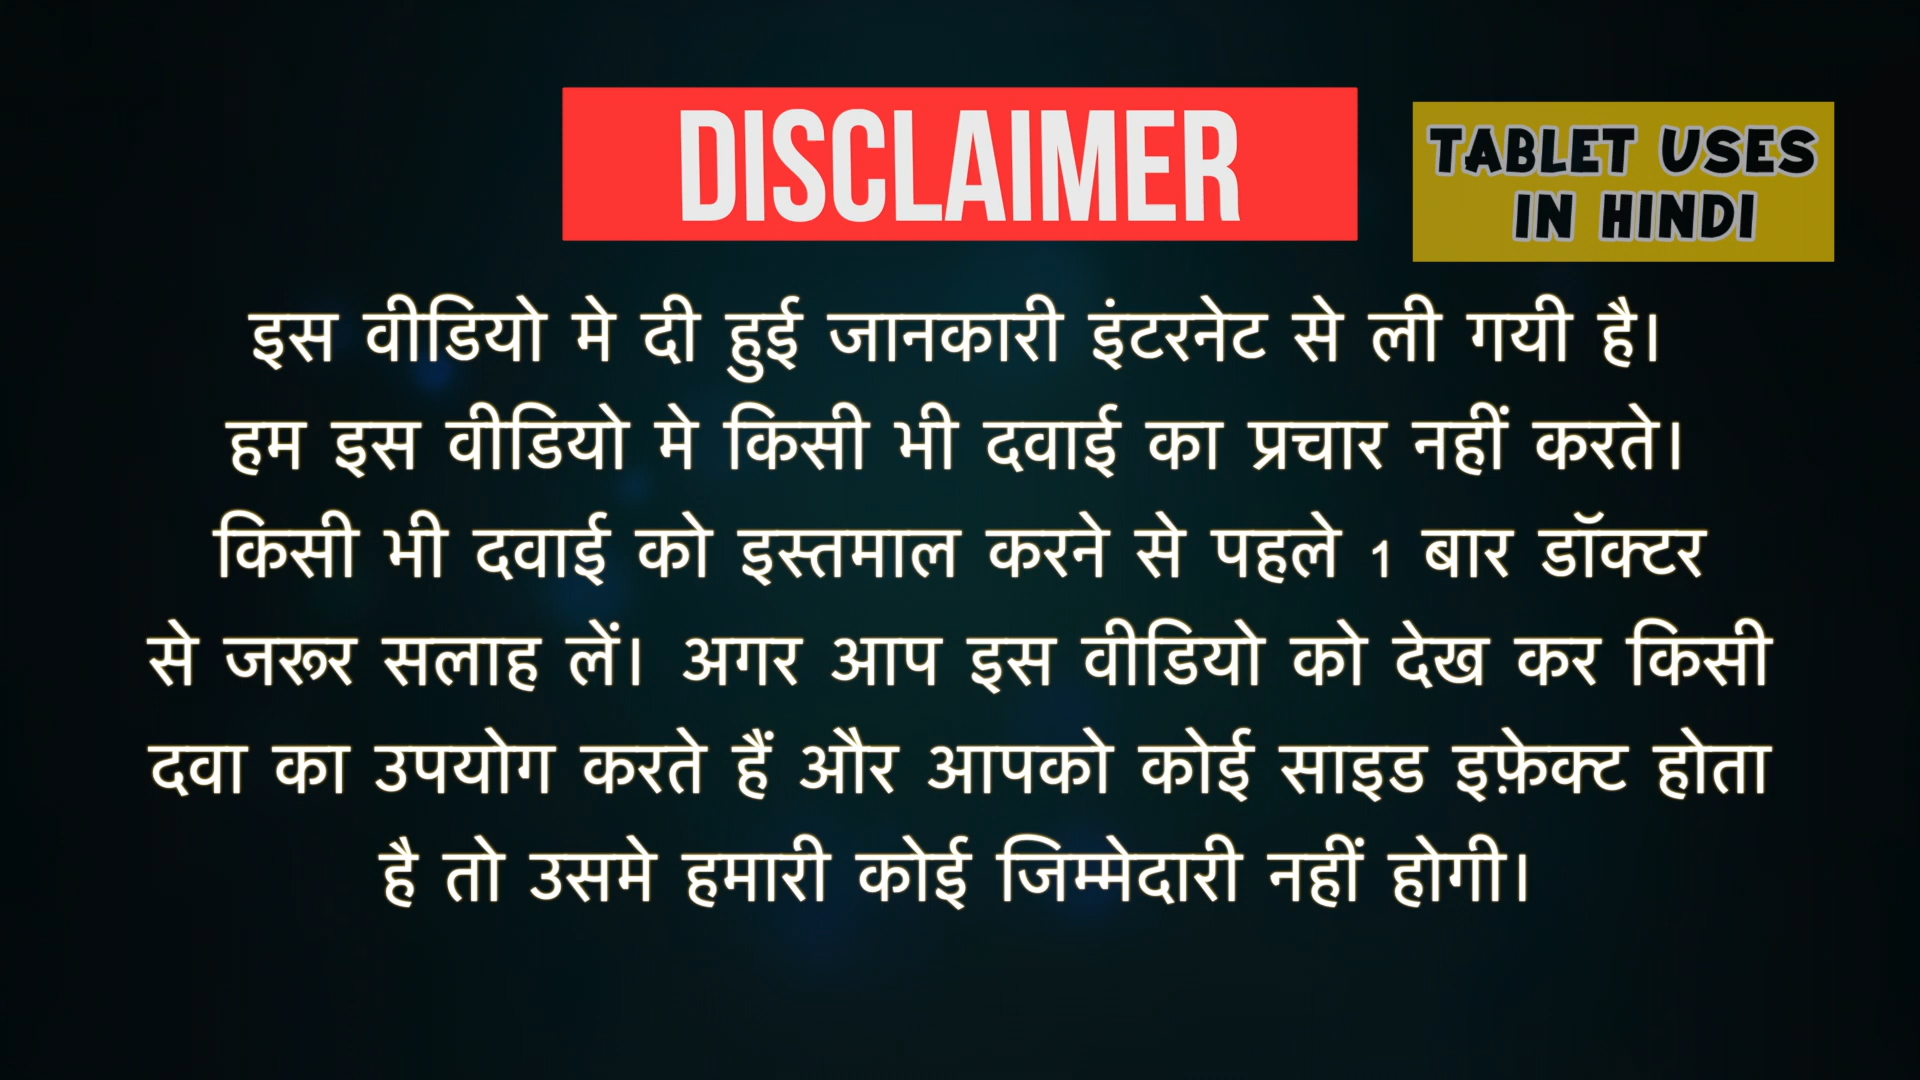 DISCLAIMER
TABLET USES
IN HINDI
इस वीडियो मे दी हुई जानकारी इंटरनेट से ली गयी है।
हम इस वीडियो मे किसी भी दवाई का प्रचार नहीं करते।
किसी भी दवाई को इस्तमाल करने से पहले 1 बार डॉक्टर
से जरूर सलाह लें। अगर आप इस वीडियो को देख कर किसी
दवा का उपयोग करते हैं और आपको कोई साइड इफ़ेक्ट होता
है तो उसमे हमारी कोई जिम्मेदारी नहीं होगी।